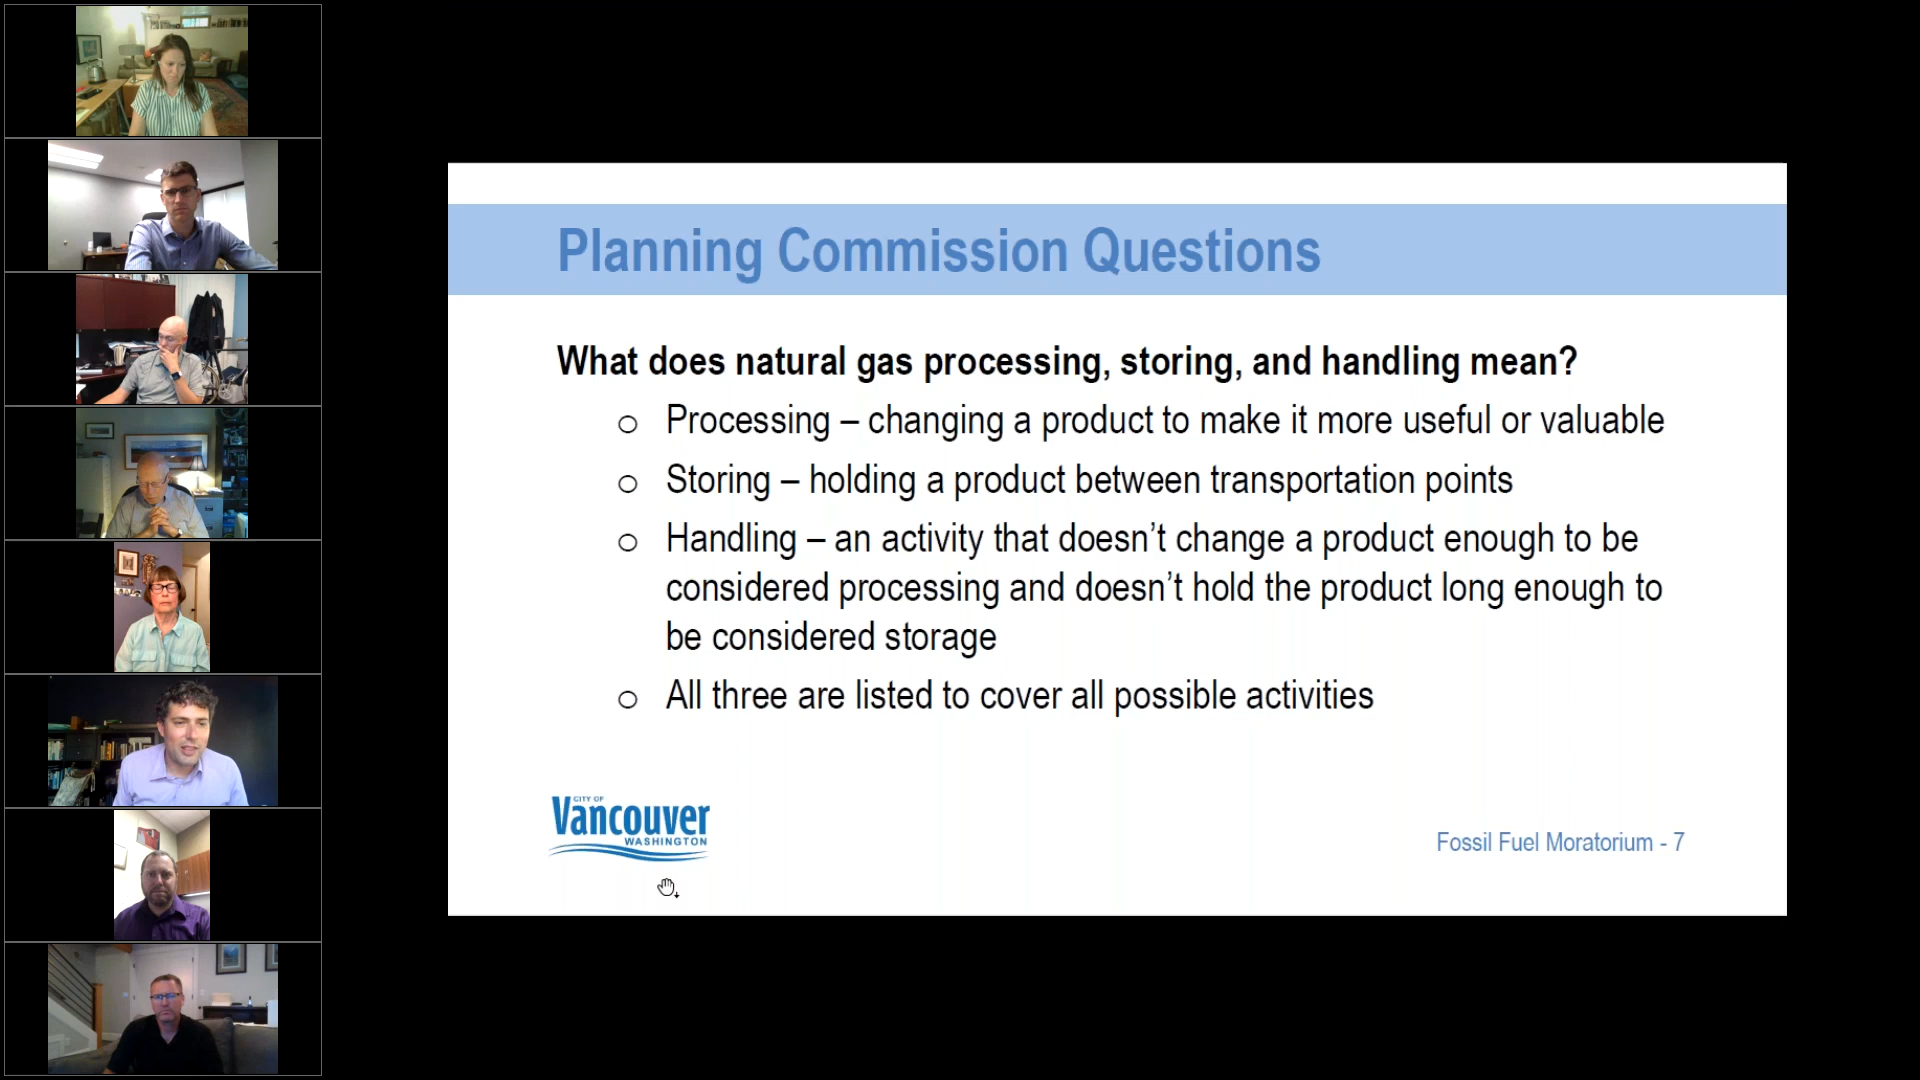 Planning Commission Questions
What does natural gas processing, storing, and handling mean?
o Processing – changing a product to make it more useful or valuable
o Storing – holding a product between transportation points
o Handling – an activity that doesn’t change a product enough to be
considered processing and doesn’t hold the product long enough to
be considered storage
o All three are listed to cover all possible activities
CITY OF
Vancouver
WASHINGTON
Fossil Fuel Moratorium - 7